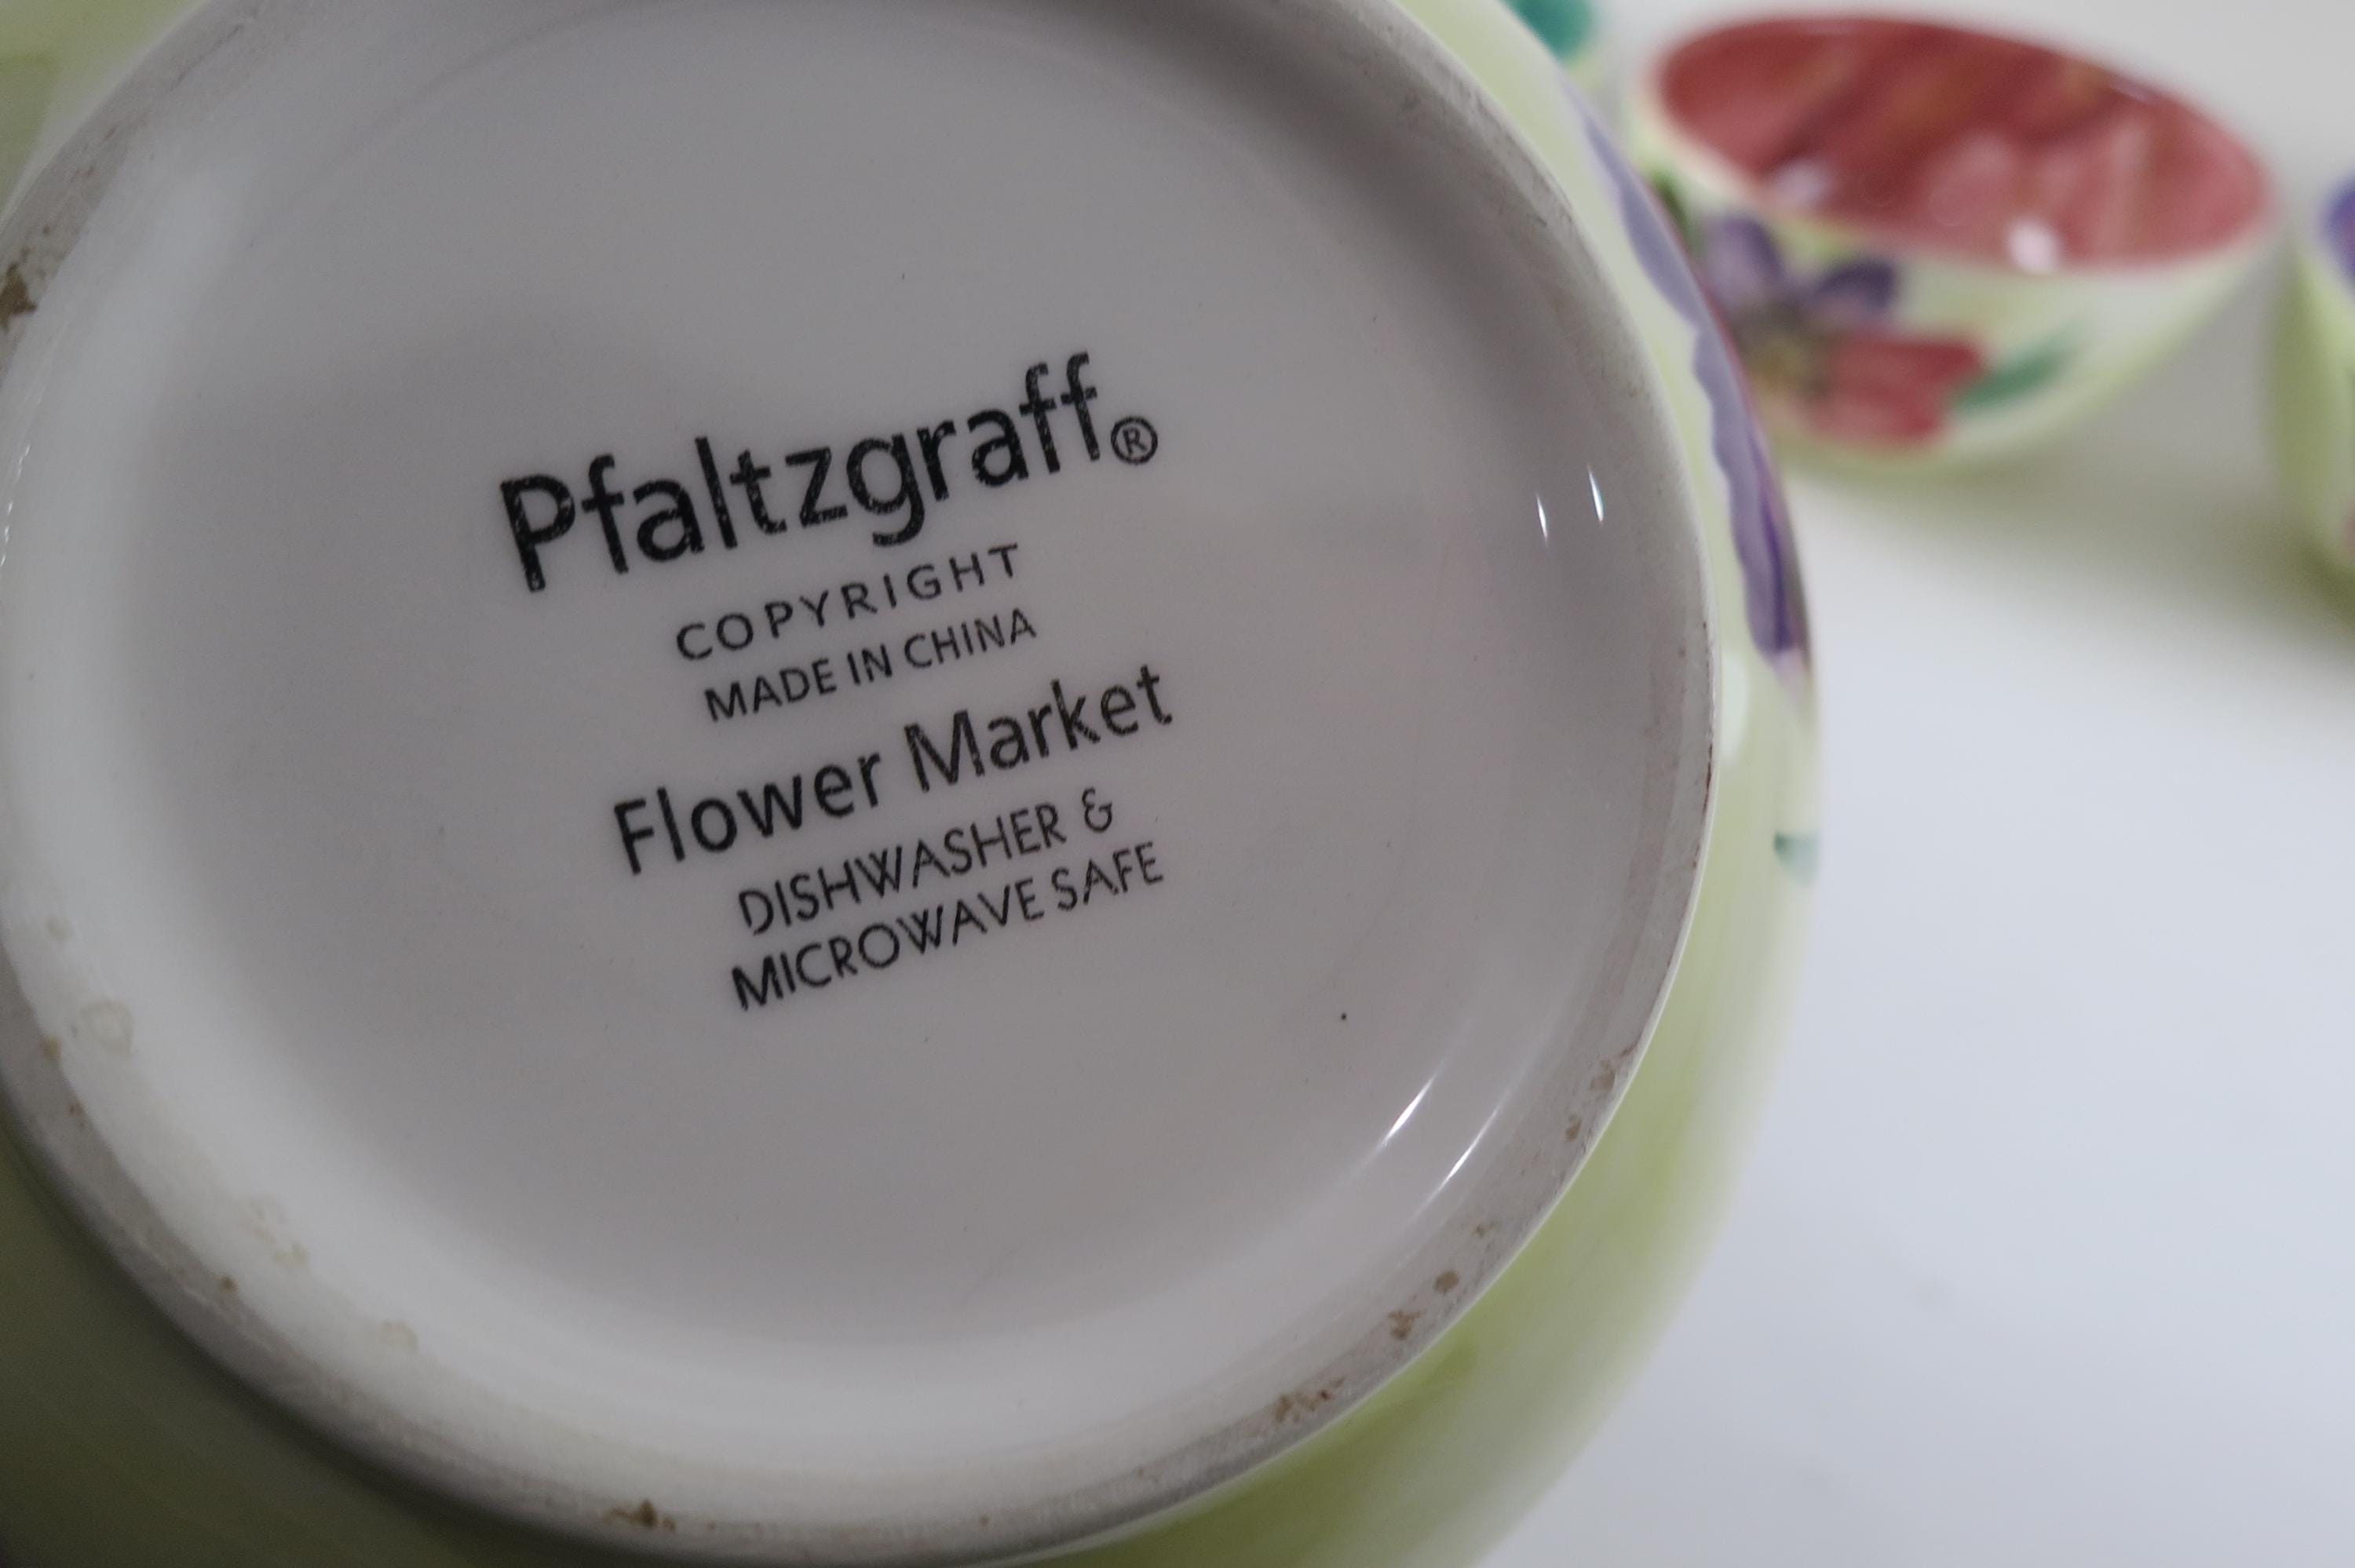 Pfaltzgraff®
COPYRIGHT
MADE IN CHINA
Flower Market
DISHWASHER &
MICROWAVE SAFE